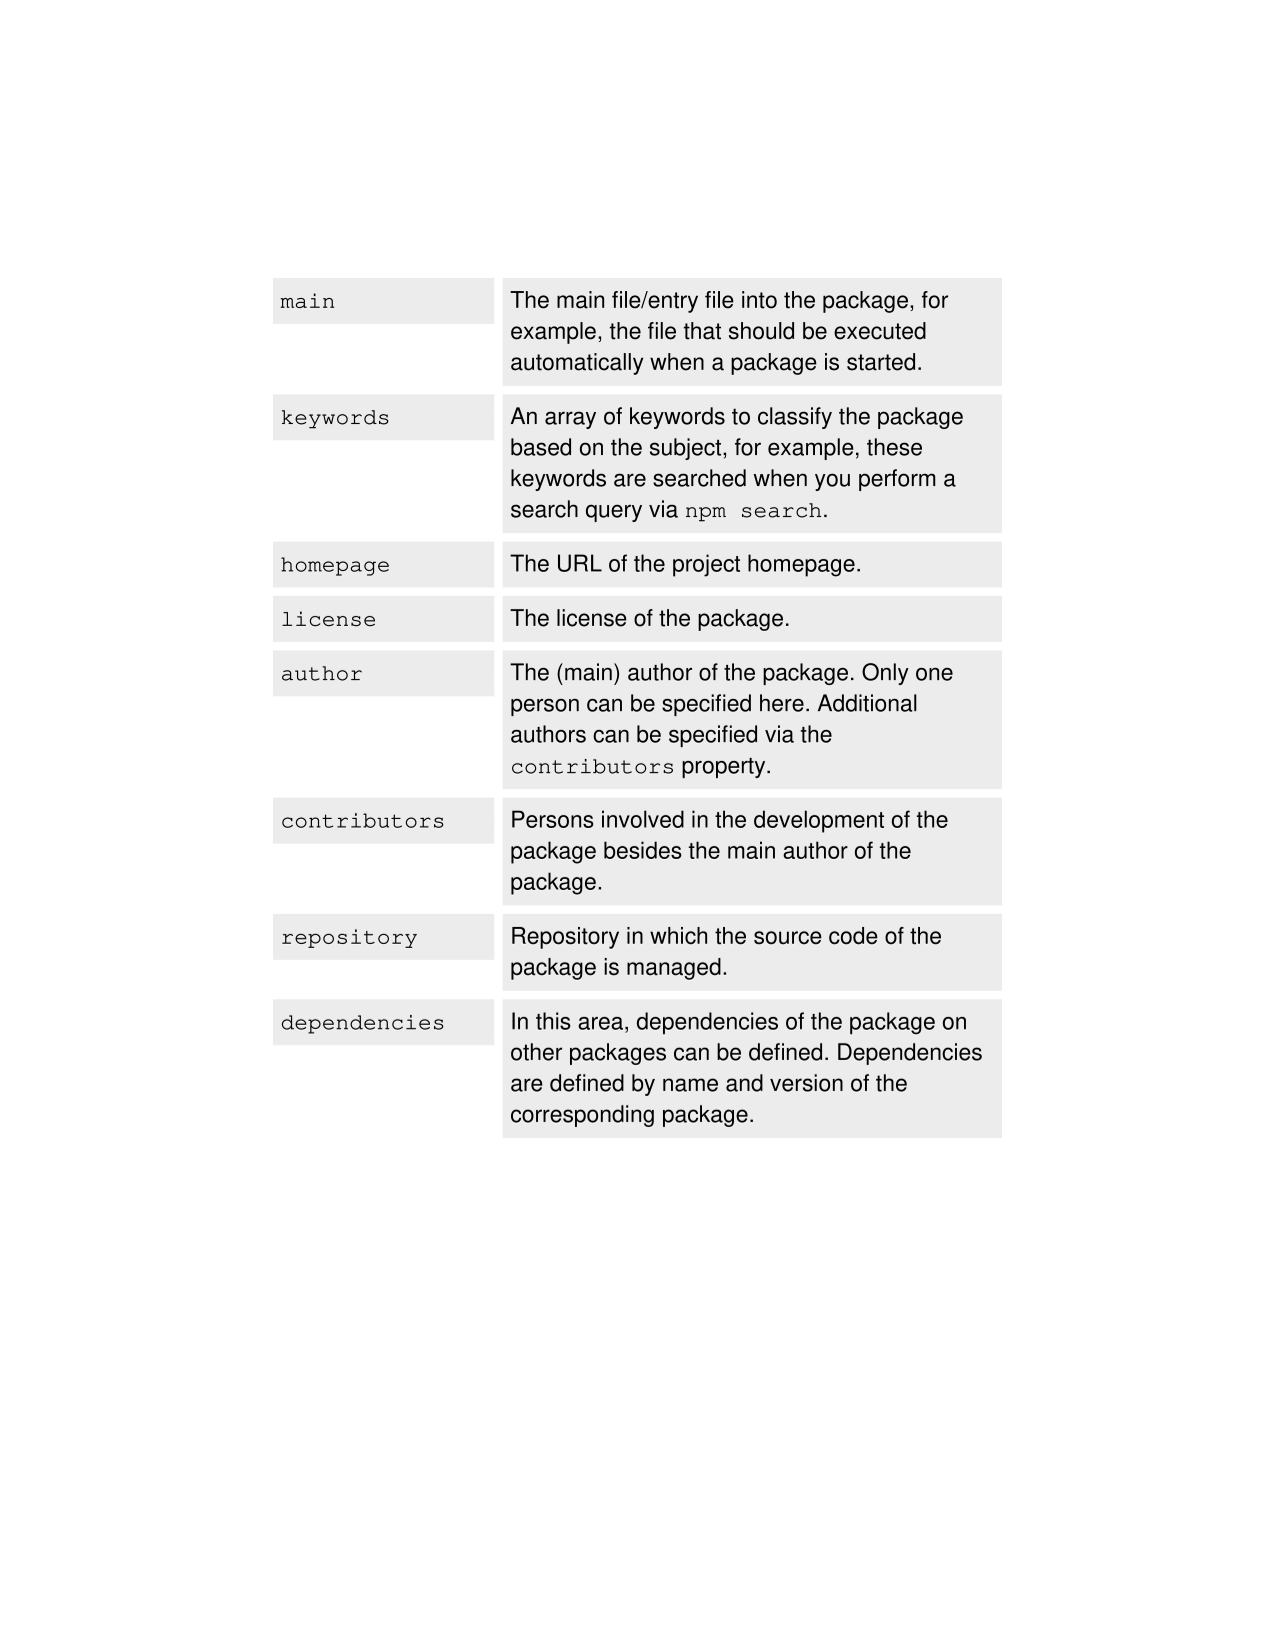 main
The main file/entry file into the package, for
example, the file that should be executed
automatically when a package is started.
keywords
An array of keywords to classify the package
based on the subject, for example, these
keywords are searched when you perform a
search query via npm search.
homepage
The URL of the project homepage.
license
The license of the package.
author
The (main) author of the package. Only one
person can be specified here. Additional
authors can be specified via the
contributors property.
contributors
Persons involved in the development of the
package besides the main author of the
package.
repository
Repository in which the source code of the
package is managed.
dependencies
In this area, dependencies of the package on
other packages can be defined. Dependencies
are defined by name and version of the
corresponding package.